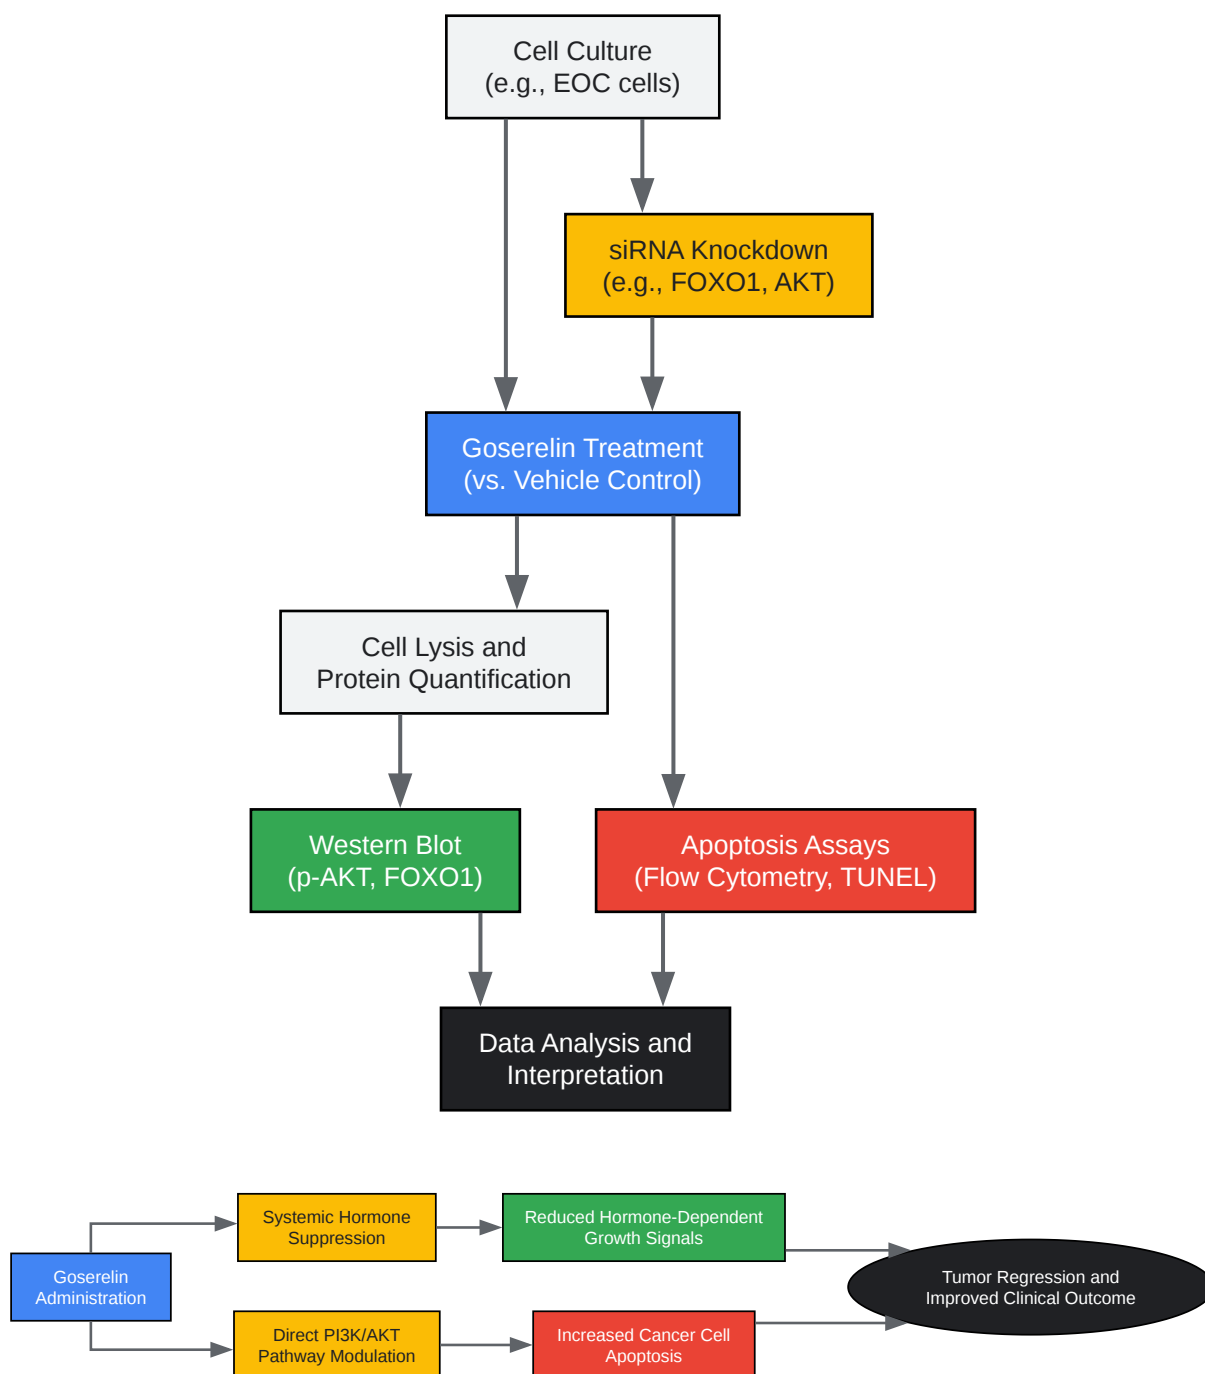 Cell Culture
(e.g., EOC cells)
siRNA Knockdown
(e.g., FOXO1, AKT)
Goserelin Treatment
(vs. Vehicle Control)
Cell Lysis and
Protein Quantification
Western Blot
(p-AKT, FOXO1)
Apoptosis Assays
(Flow Cytometry, TUNEL)
Data Analysis and
Interpretation
Systemic Hormone
Suppression
Reduced Hormone-Dependent
Growth Signals
Goserelin
Administration
Tumor Regression and
Improved Clinical Outcome
Direct PI3K/AKT
Pathway Modulation
Increased Cancer Cell
Apoptosis